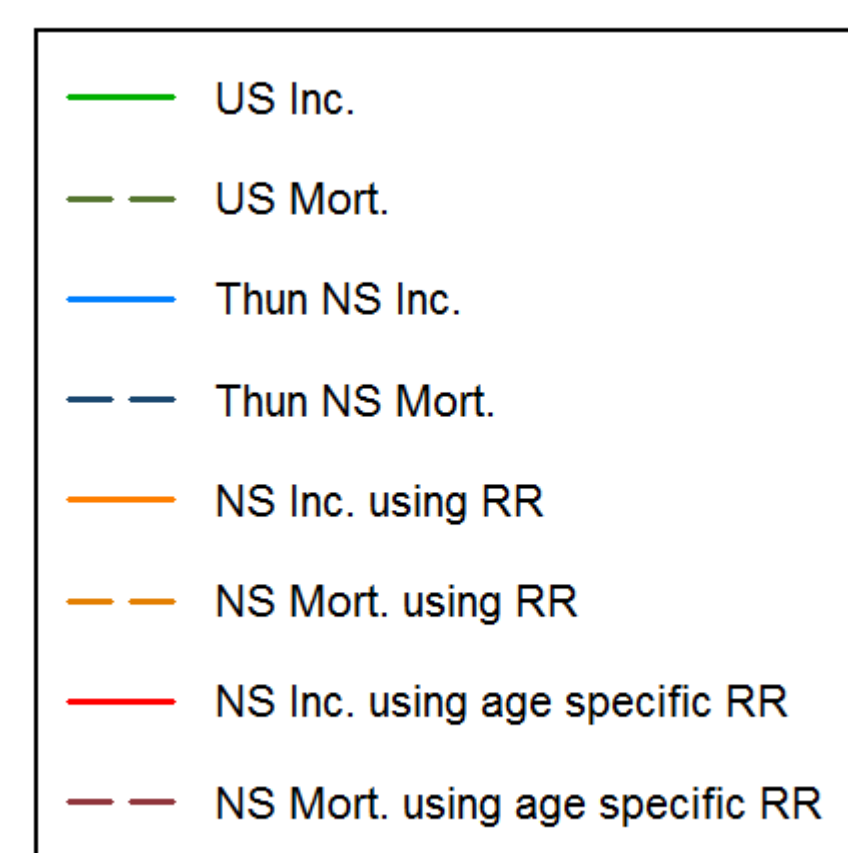 US Inc.
US Mort.
Thun NS Inc.
Thun NS Mort.
NS Inc. using RR
NS Mort. using RR
NS Inc. using age specific RR
NS Mort. using age specific RR